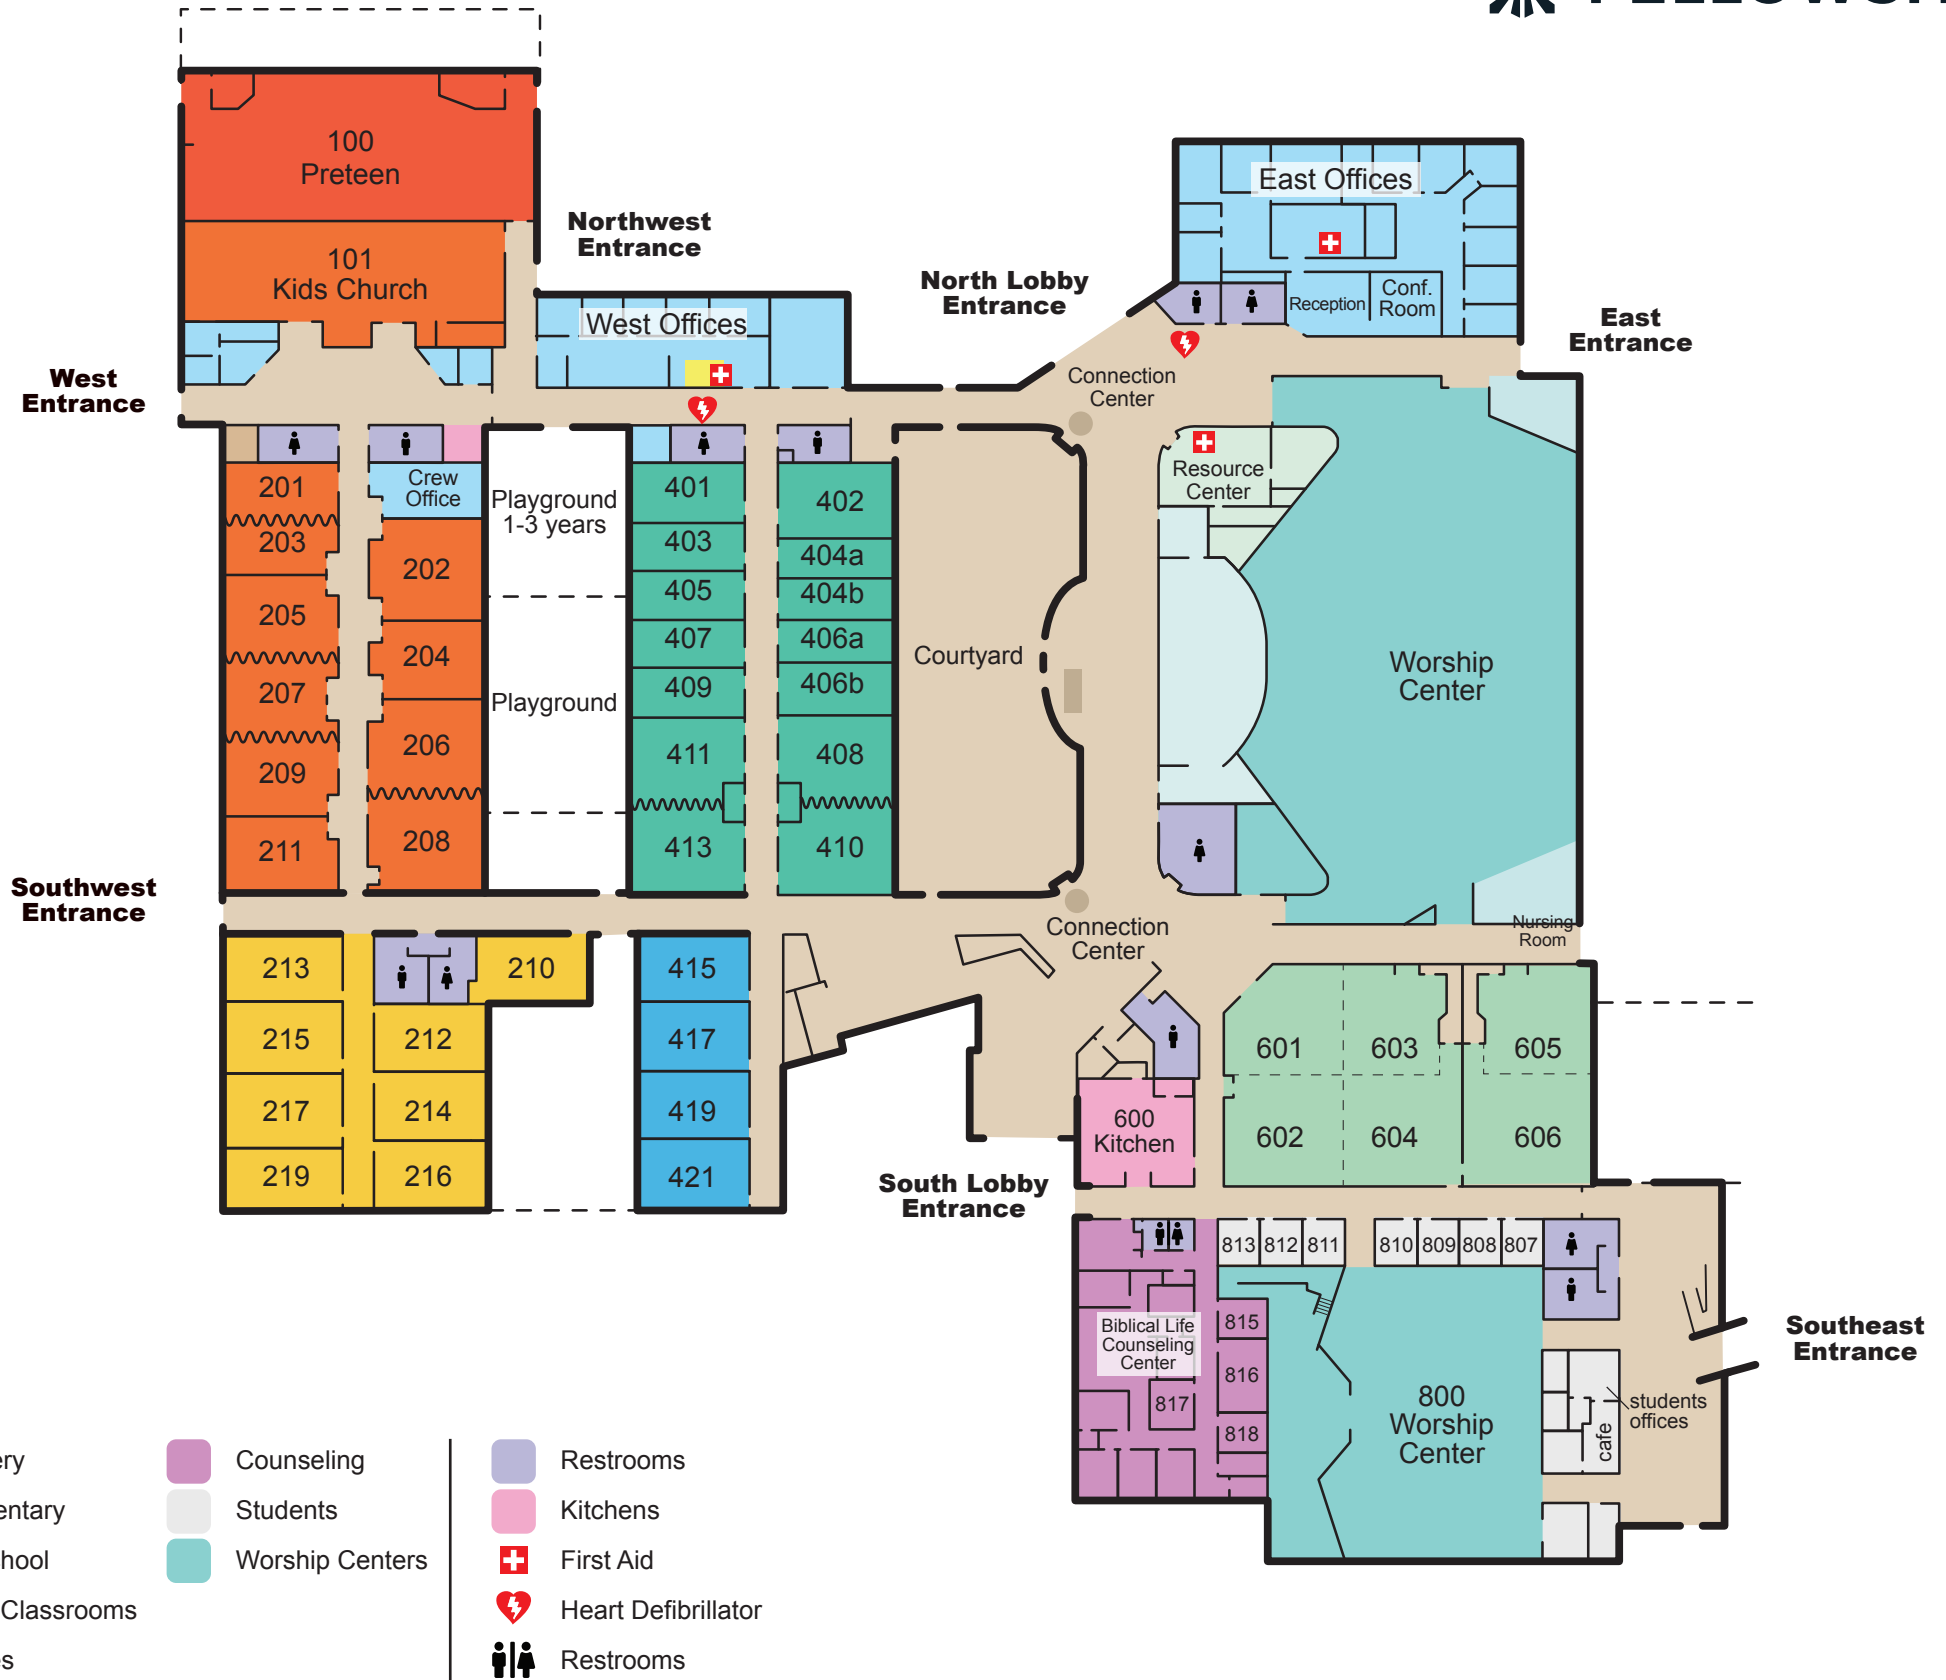 100
Preteen
101
Kids Church
Northwest
Entrance
West Offices
North Lobby
Entrance
East Offices
Reception
Conf.
Room
East
Entrance
West
Entrance
Connection
Center
Resource
Center
201
203
205
207
209
211
Crew
Office
202
204
206
208
Playground
1-3 years
Playground
401
403
405
407
409
411
413
402
404a
404b
406a
406b
408
410
Courtyard
Worship
Center
Southwest
Entrance
Connection
Center
Nursing
Room
213
215
217
219
210
212
214
216
415
417
419
421
601
603
605
602
604
606
600
Kitchen
South Lobby
Entrance
813
812
811
810
809
808
807
Biblical Life
Counseling
Center
815
816
817
818
800
Worship
Center
students
offices
cafe
Southeast
Entrance
Counseling
Students
Worship Centers
Classrooms
Restrooms
Kitchens
First Aid
Heart Defibrillator
Restrooms